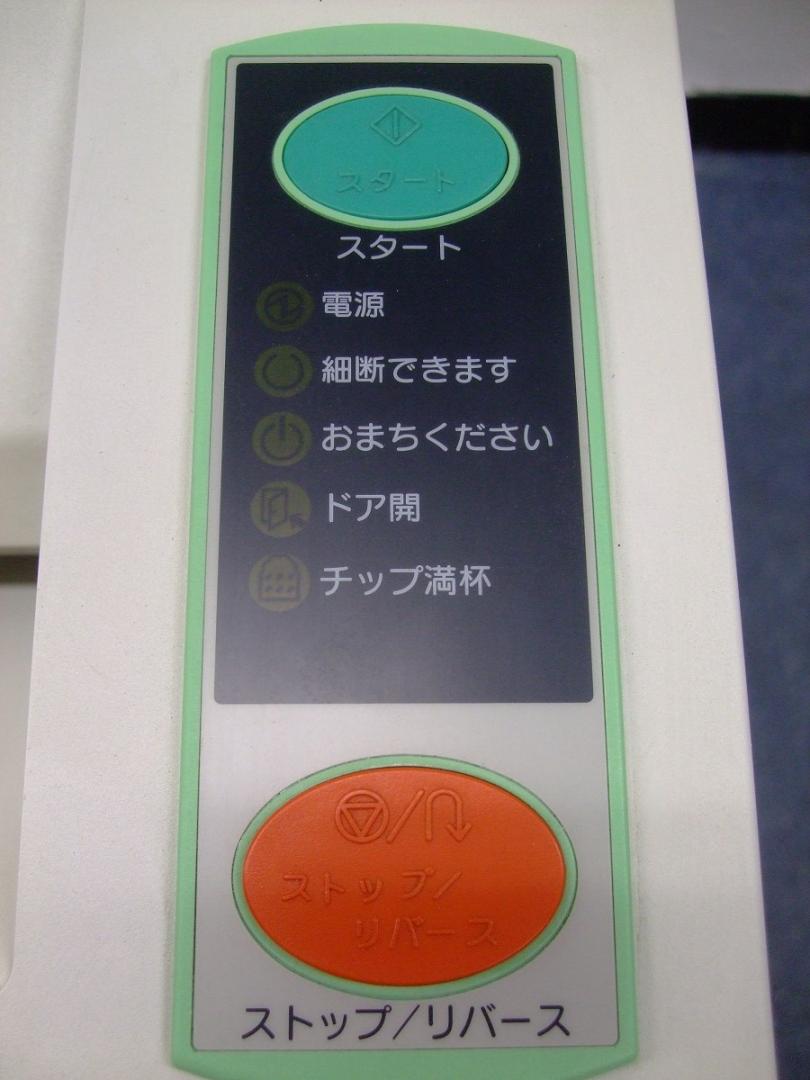 スタート
スタート
電源
細断できます
おまちください
ドア開
チップ満杯
ストップ/
リバース
ストップ/リバース